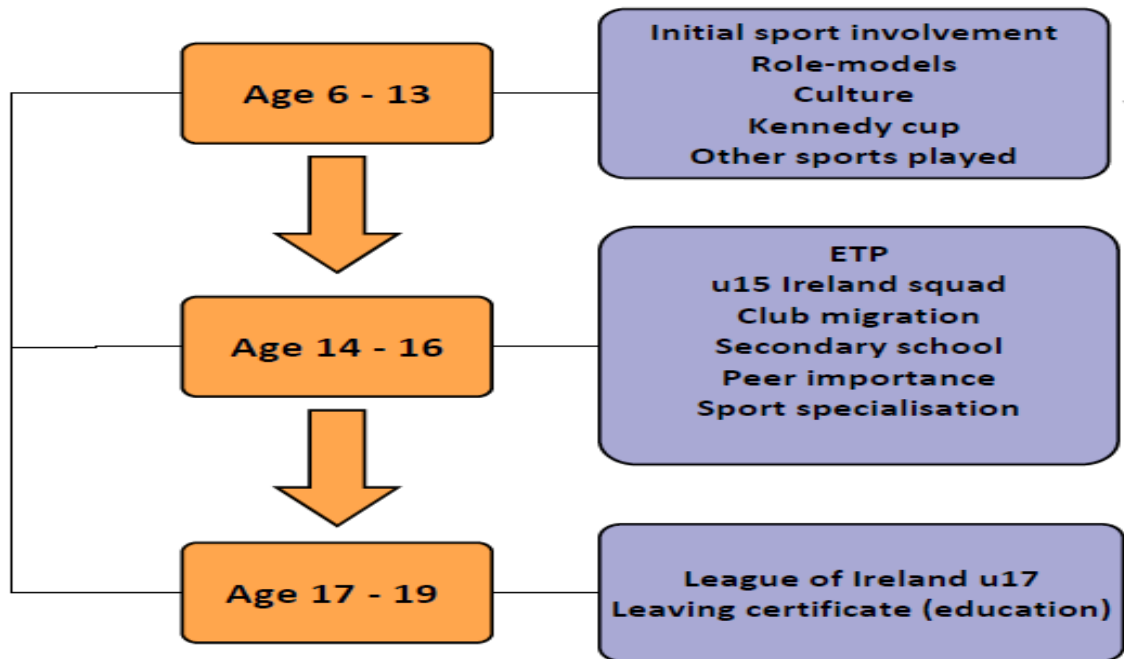 Age 6 - 13
Initial sport involvement
Role-models
Culture
Kennedy cup
Other sports played
Age 14 - 16
ETP
u15 Ireland squad
Club migration
Secondary school
Peer importance
Sport specialisation
Age 17 - 19
League of Ireland u17
Leaving certificate (education)